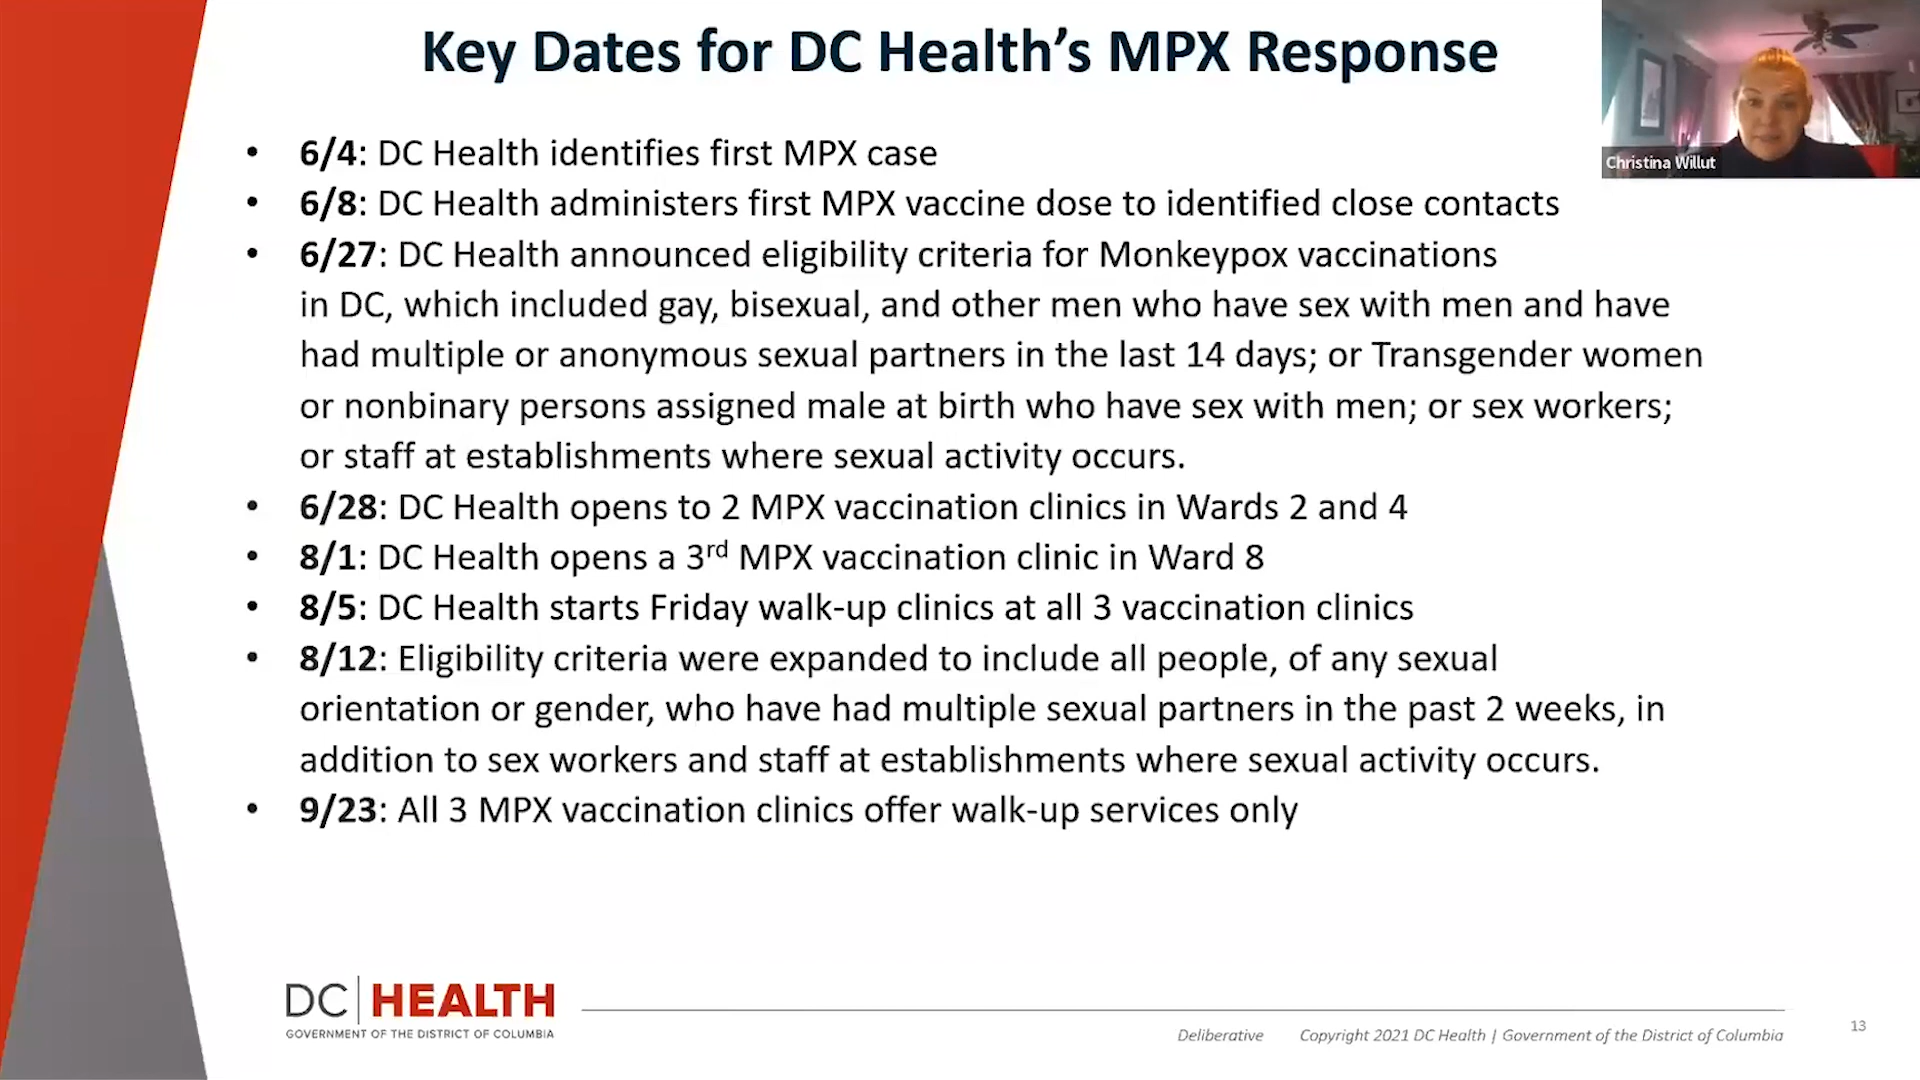 Key Dates for DC Health's MPX Response
Christina Willut
• 6/4: DC Health identifies first MPX case
• 6/8: DC Health administers first MPX vaccine dose to identified close contacts
• 6/27: DC Health announced eligibility criteria for Monkeypox vaccinations
in DC, which included gay, bisexual, and other men who have sex with men and have
had multiple or anonymous sexual partners in the last 14 days; or Transgender women
or nonbinary persons assigned male at birth who have sex with men; or sex workers;
or staff at establishments where sexual activity occurs.
• 6/28: DC Health opens to 2 MPX vaccination clinics in Wards 2 and 4
• 8/1: DC Health opens a 3rd MPX vaccination clinic in Ward 8
• 8/5: DC Health starts Friday walk-up clinics at all 3 vaccination clinics
• 8/12: Eligibility criteria were expanded to include all people, of any sexual
orientation or gender, who have had multiple sexual partners in the past 2 weeks, in
addition to sex workers and staff at establishments where sexual activity occurs.
• 9/23: All 3 MPX vaccination clinics offer walk-up services only
DC HEALTH
GOVERNMENT OF THE DISTRICT OF COLUMBIA
Deliberative Copyright 2021 DC Health | Government of the District of Columbia
13